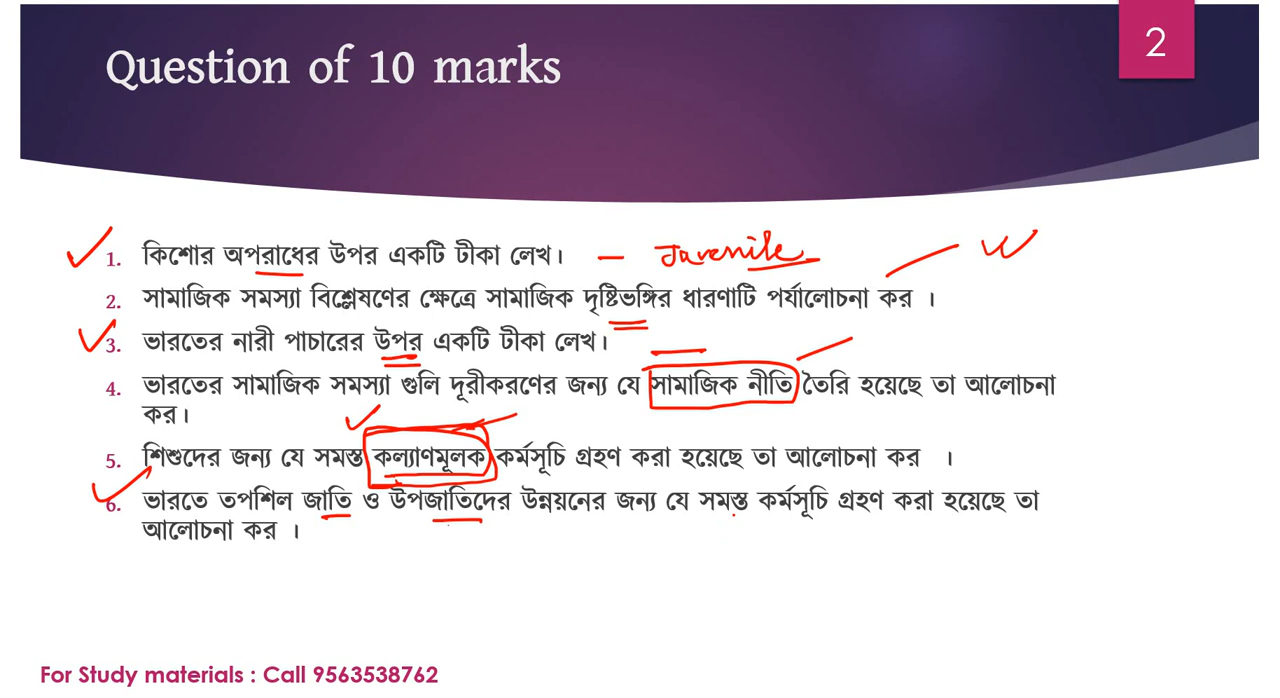 Question of 10 marks
2
1. কিশোর অপরাধের উপর একটি টীকা লেখ। – Juvenile
2. সামাজিক সমস্যা বিশ্লেষণের ক্ষেত্রে সামাজিক দৃষ্টিভঙ্গির ধারণাটি পর্যালোচনা কর ।
3. ভারতের নারী পাচারের উপর একটি টীকা লেখ।
4. ভারতের সামাজিক সমস্যা গুলি দূরীকরণের জন্য যে সামাজিক নীতি তৈরি হয়েছে তা আলোচনা
কর।
5. শিশুদের জন্য যে সমস্ত কল্যাণমূলক কর্মসূচি গ্রহণ করা হয়েছে তা আলোচনা কর ।
6. ভারতে তপশিল জাতি ও উপজাতিদের উন্নয়নের জন্য যে সমস্ত কর্মসূচি গ্রহণ করা হয়েছে তা
আলোচনা কর ।
For Study materials : Call 9563538762